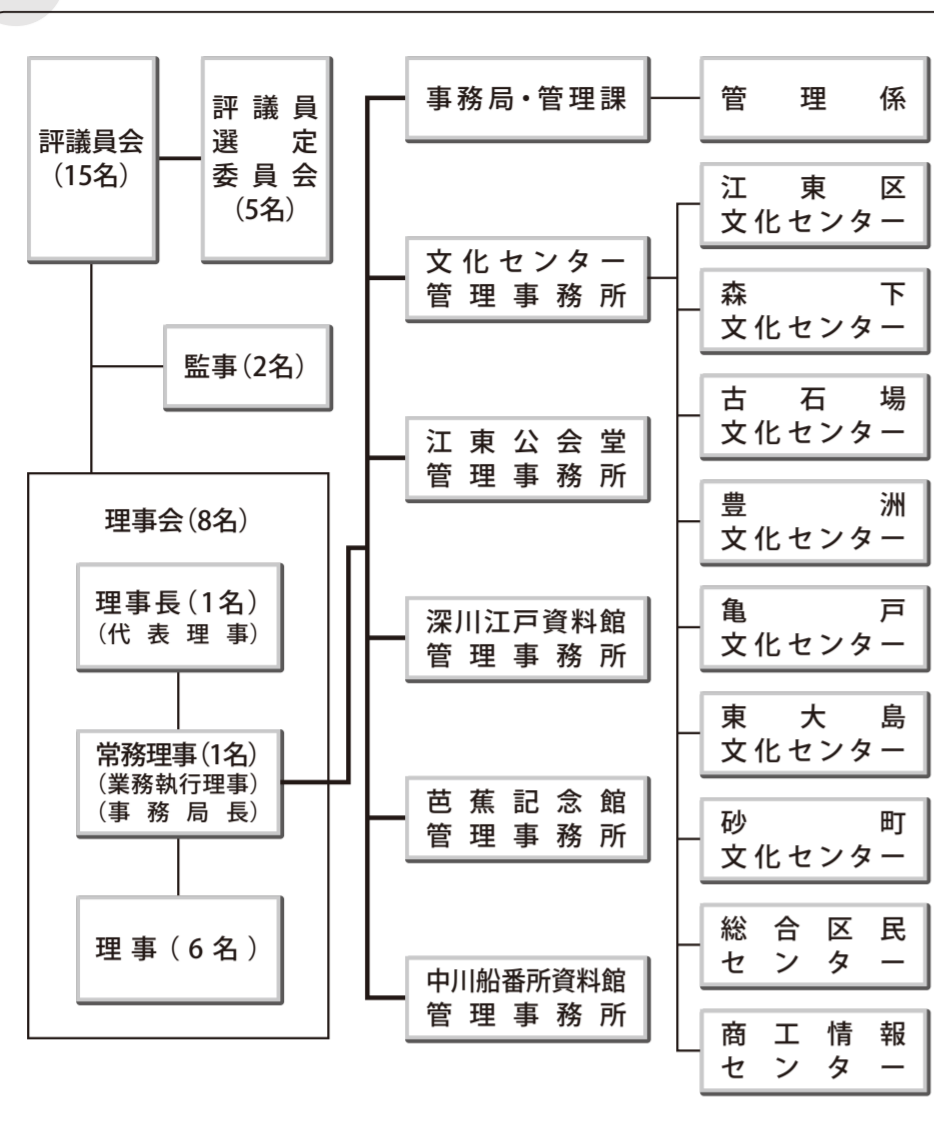 評議員会
（15名）
評議員
選定
委員会
（5名）
監事（2名）
理事会（8名）
理事長（1名）
（代表理事）
常務理事（1名）
（業務執行理事）
（事務局長）
理事（6名）
事務局・管理課
文化センター
管理事務所
江東公会堂
管理事務所
深川江戸資料館
管理事務所
芭蕉記念館
管理事務所
中川船番所資料館
管理事務所
管理係
江東区
文化センター
森下
文化センター
古石場
文化センター
豊洲
文化センター
亀戸
文化センター
東大島
文化センター
砂町
文化センター
総合区民
センター
商工情報
センター